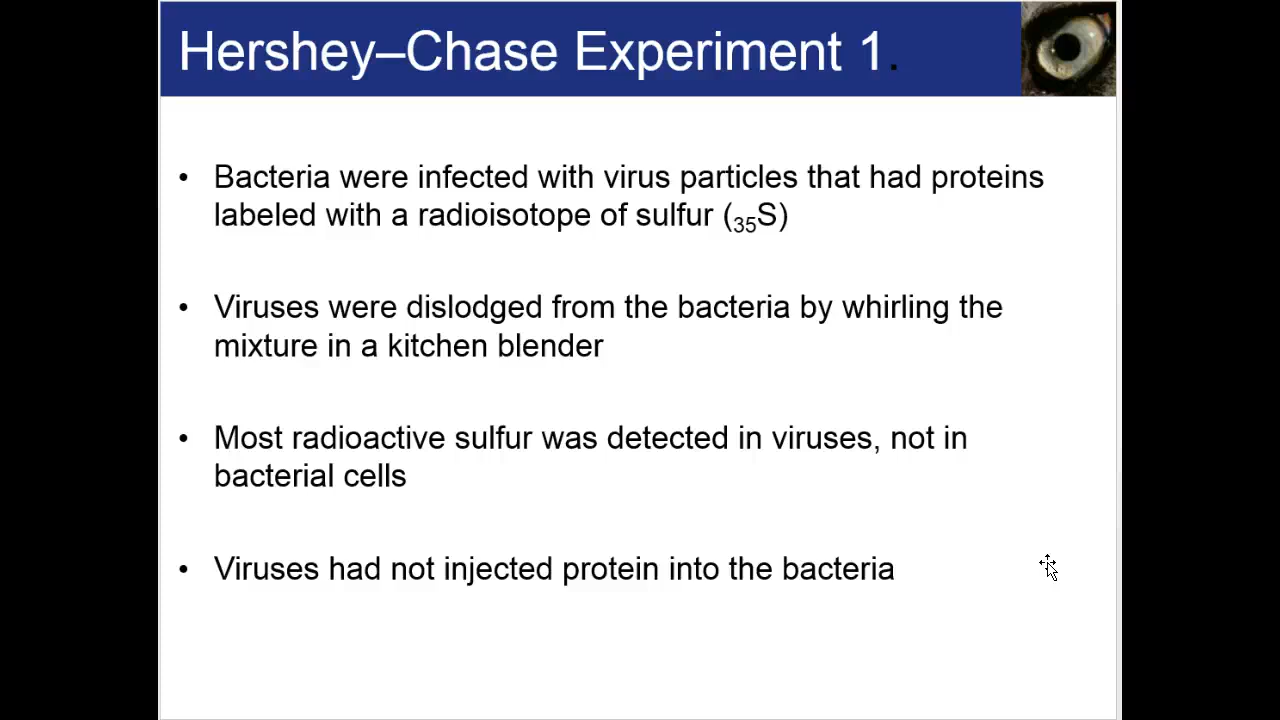 Hershey–Chase Experiment 1.
• Bacteria were infected with virus particles that had proteins
labeled with a radioisotope of sulfur (₃₅S)
• Viruses were dislodged from the bacteria by whirling the
mixture in a kitchen blender
• Most radioactive sulfur was detected in viruses, not in
bacterial cells
• Viruses had not injected protein into the bacteria